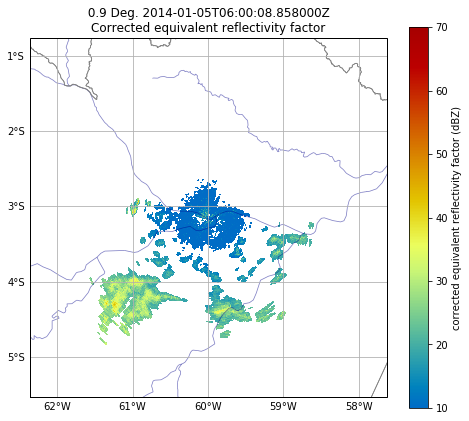 0.9 Deg. 2014-01-05T06:00:08.858000Z
Corrected equivalent reflectivity factor
1°S
2°S
3°S
4°S
5°S
62°W 61°W 60°W 59°W 58°W
70
60
50
40
30
20
10
corrected equivalent reflectivity factor (dBZ)